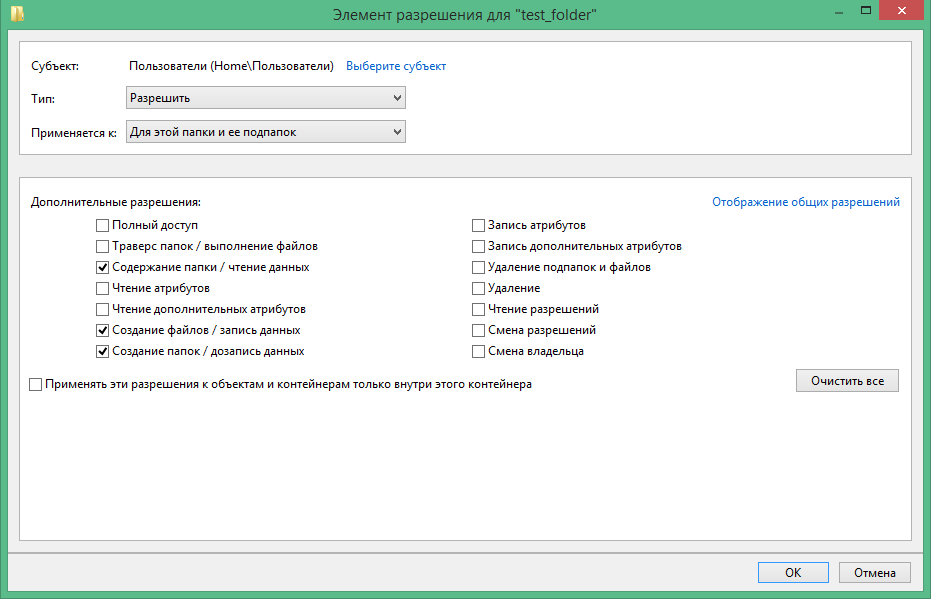 Элемент разрешения для "test_folder"
Субъект: Пользователи (Home\Пользователи) Выберите субъект
Тип: Разрешить
Применяется к: Для этой папки и ее подпапок
Дополнительные разрешения: Отображение общих разрешений
Полный доступ Запись атрибутов
Траверс папок / выполнение файлов Запись дополнительных атрибутов
Содержание папки / чтение данных Удаление подпапок и файлов
Чтение атрибутов Удаление
Чтение дополнительных атрибутов Чтение разрешений
Создание файлов / запись данных Смена разрешений
Создание папок / дозапись данных Смена владельца
Применять эти разрешения к объектам и контейнерам только внутри этого контейнера Очистить все
ОК Отмена